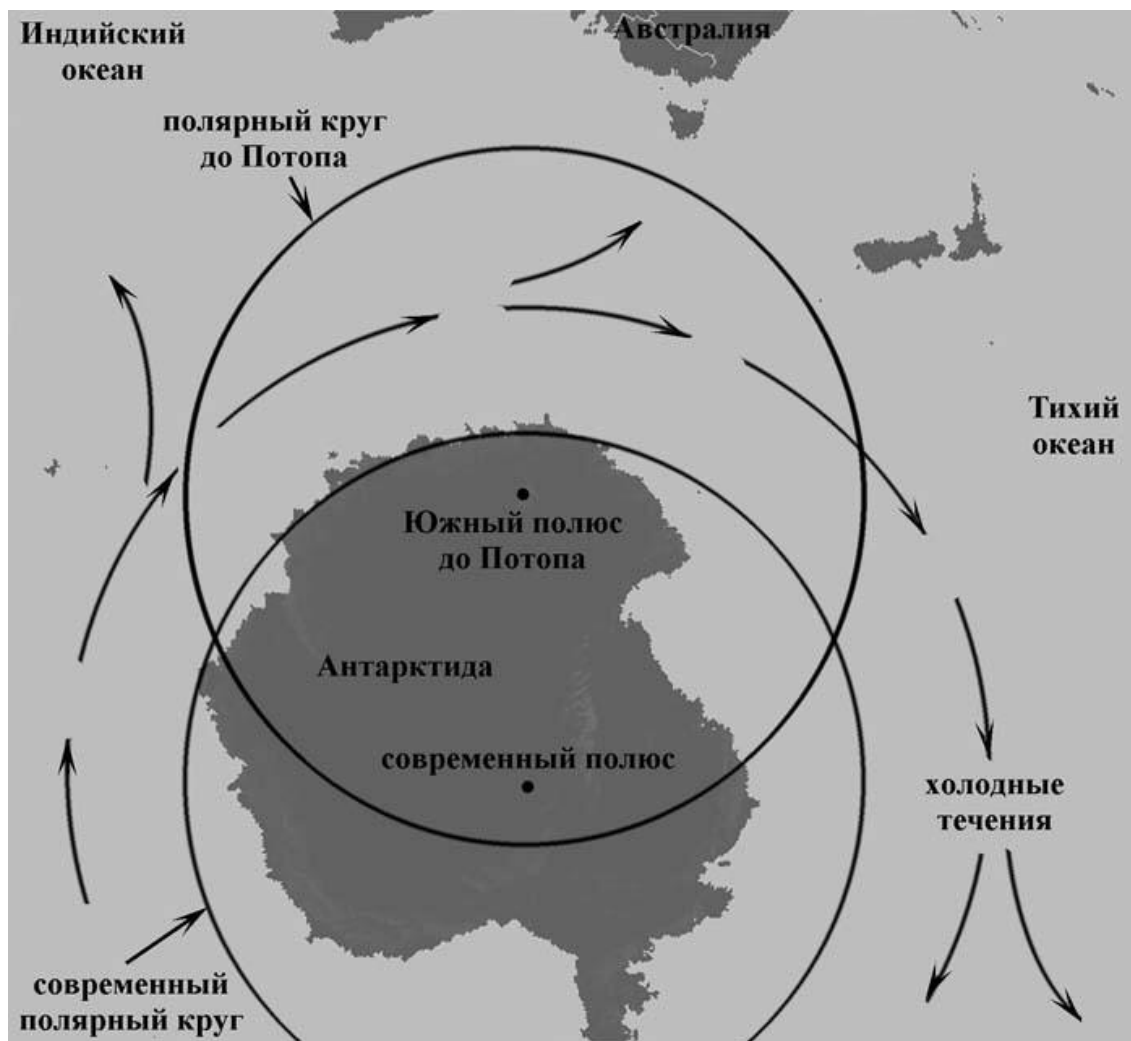 Индийский
океан
Австралия
полярный круг
до Потопа
Тихий
океан
Южный полюс
до Потопа
Антарктида
современный полюс
холодные
течения
современный
полярный круг